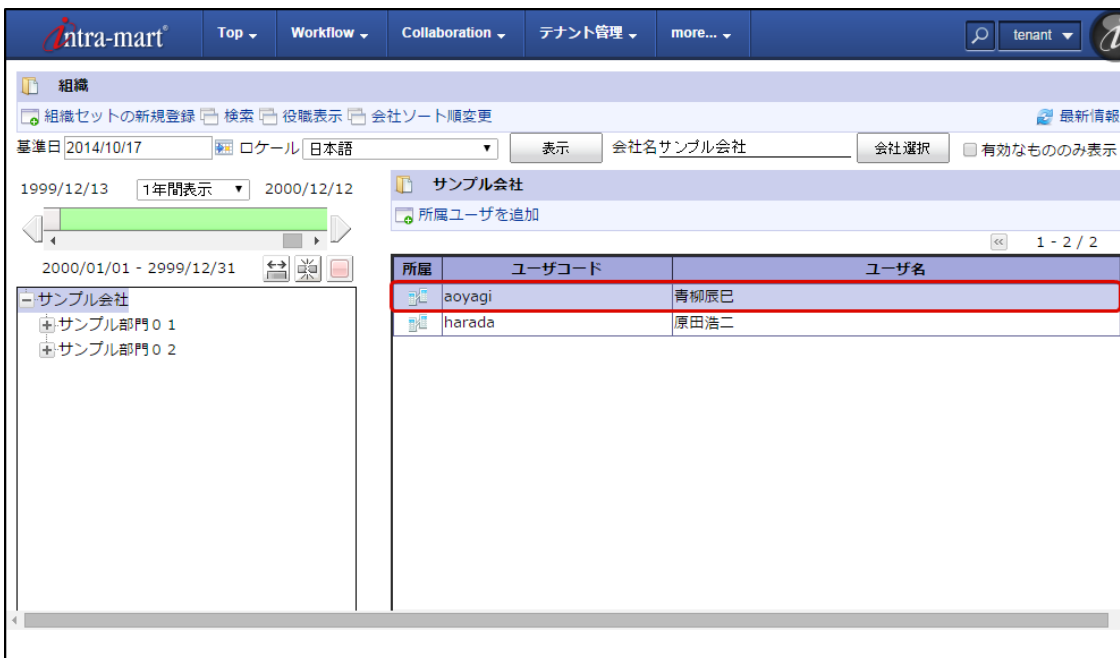 intra-mart® Top Workflow Collaboration テナント管理 more... tenant
組織
組織セットの新規登録 検索 役職表示 会社ソート順変更 最新情報
基準日 2014/10/17 ロケール 日本語 表示 会社名 サンプル会社 会社選択 有効なもののみ表示
1999/12/13 1年間表示 2000/12/12
2000/01/01 - 2999/12/31
サンプル会社
サンプル部門０１
サンプル部門０２
サンプル会社
所属ユーザを追加
<< 1 - 2 / 2
所属 ユーザコード ユーザ名
aoyagi 青柳辰巳
harada 原田浩二